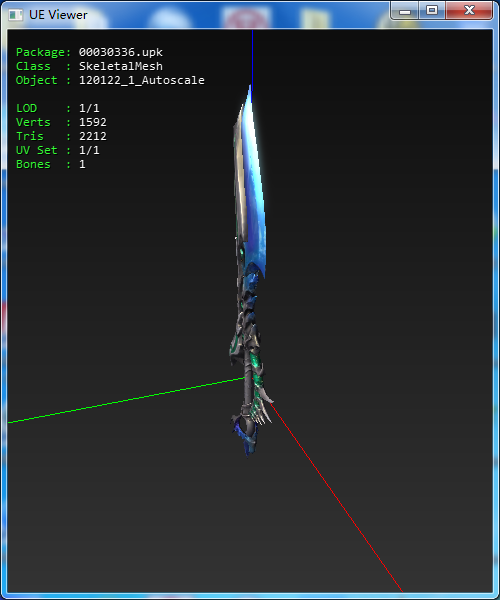 UE Viewer
Package: 00030336.upk
Class  : SkeletalMesh
Object : 120122_1_Autoscale
LOD    : 1/1
Verts  : 1592
Tris   : 2212
UV Set : 1/1
Bones  : 1